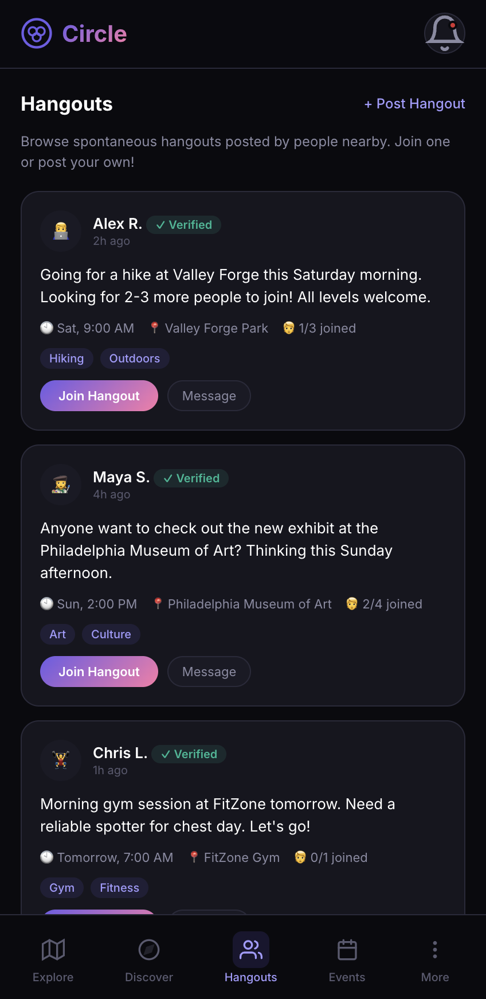 Circle
Hangouts
+ Post Hangout
Browse spontaneous hangouts posted by people nearby. Join one
or post your own!
Alex R. ✓ Verified
2h ago
Going for a hike at Valley Forge this Saturday morning.
Looking for 2-3 more people to join! All levels welcome.
Sat, 9:00 AM Valley Forge Park 1/3 joined
Hiking Outdoors
Join Hangout Message
Maya S. ✓ Verified
4h ago
Anyone want to check out the new exhibit at the
Philadelphia Museum of Art? Thinking this Sunday
afternoon.
Sun, 2:00 PM Philadelphia Museum of Art 2/4 joined
Art Culture
Join Hangout Message
Chris L. ✓ Verified
1h ago
Morning gym session at FitZone tomorrow. Need a
reliable spotter for chest day. Let's go!
Tomorrow, 7:00 AM FitZone Gym 0/1 joined
Gym Fitness
Explore Discover Hangouts Events More